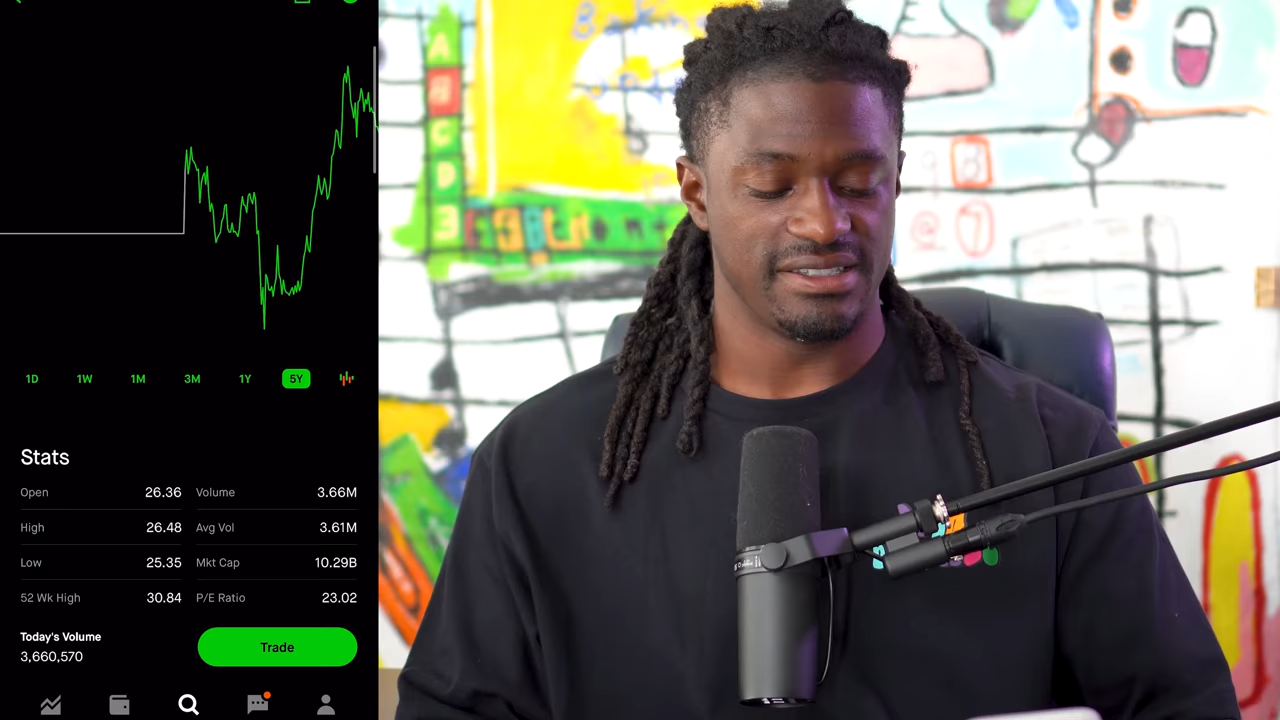 1D 1W 1M 3M 1Y 5Y
Stats
Open 26.36 Volume 3.66M
High 26.48 Avg Vol 3.61M
Low 25.35 Mkt Cap 10.29B
52 Wk High 30.84 P/E Ratio 23.02
Today's Volume
3,660,570
Trade
A
C
D
3
@ 7